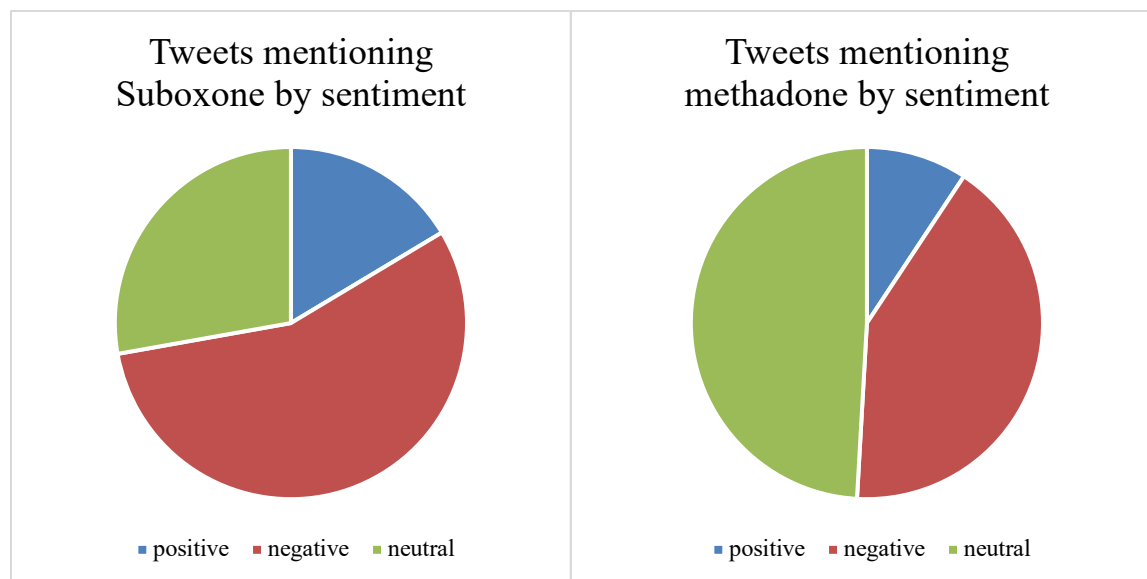 Tweets mentioning
Suboxone by sentiment
positive negative neutral
Tweets mentioning
methadone by sentiment
positive negative neutral